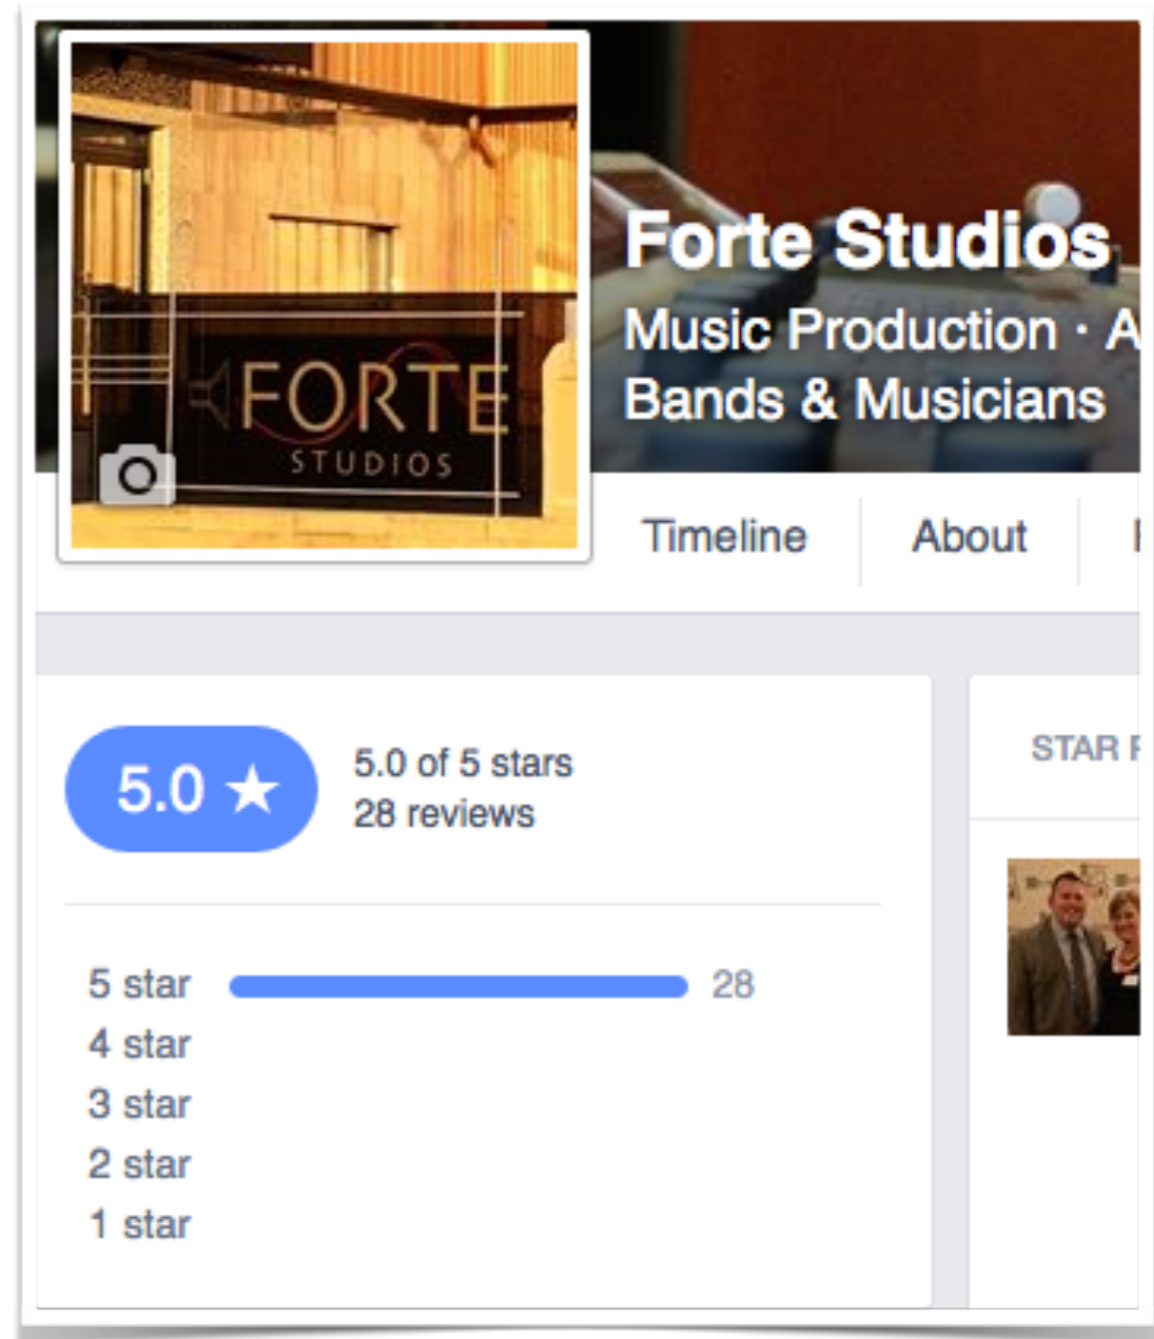 FORTE
STUDIOS
Forte Studios
Music Production · A
Bands & Musicians
Timeline
About
5.0 ★
5.0 of 5 stars
28 reviews
STAR
5 star 28
4 star
3 star
2 star
1 star